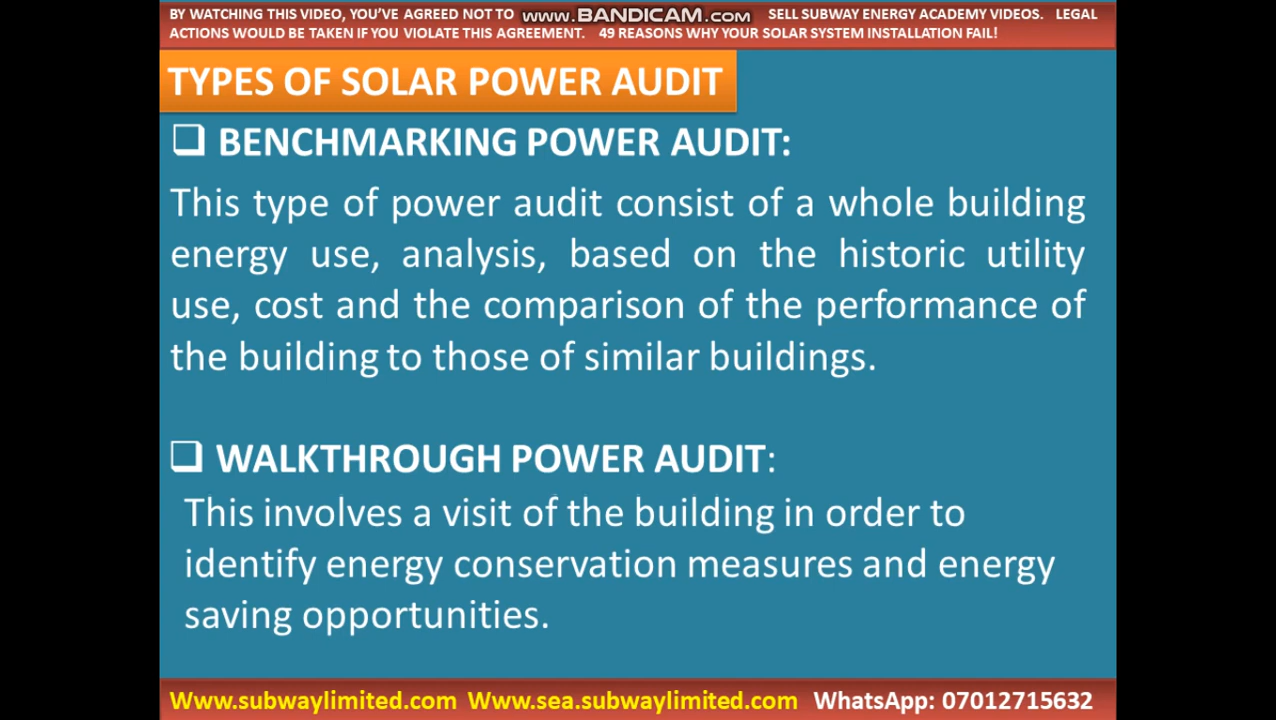 BY WATCHING THIS VIDEO, YOU'VE AGREED NOT TO www.BANDICAM.com SELL SUBWAY ENERGY ACADEMY VIDEOS. LEGAL
ACTIONS WOULD BE TAKEN IF YOU VIOLATE THIS AGREEMENT. 49 REASONS WHY YOUR SOLAR SYSTEM INSTALLATION FAIL!
TYPES OF SOLAR POWER AUDIT
❑ BENCHMARKING POWER AUDIT:
This type of power audit consist of a whole building
energy use, analysis, based on the historic utility
use, cost and the comparison of the performance of
the building to those of similar buildings.
❑ WALKTHROUGH POWER AUDIT:
This involves a visit of the building in order to
identify energy conservation measures and energy
saving opportunities.
Www.subwaylimited.com Www.sea.subwaylimited.com WhatsApp: 07012715632